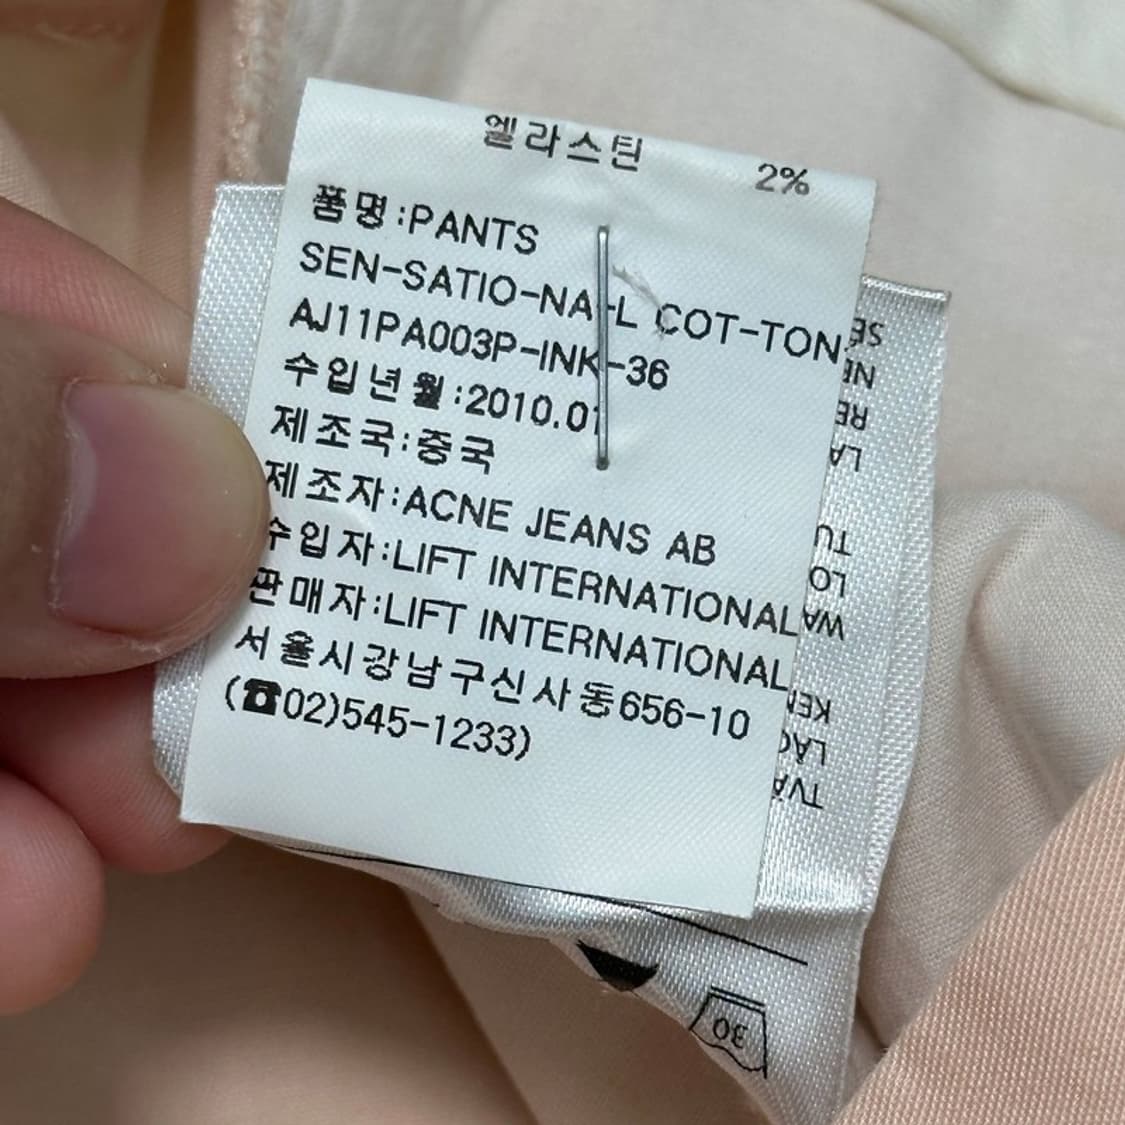 엘라스틴 2%
품명:PANTS
SEN-SATIO-NA-L COT-TON
AJ11PA003P-INK-36
수입년월:2010.01
제조국:중국
제조자:ACNE JEANS AB
수입자:LIFT INTERNATIONAL
판매자:LIFT INTERNATIONAL
서울시강남구신사동656-10
(☎02)545-1233)
30